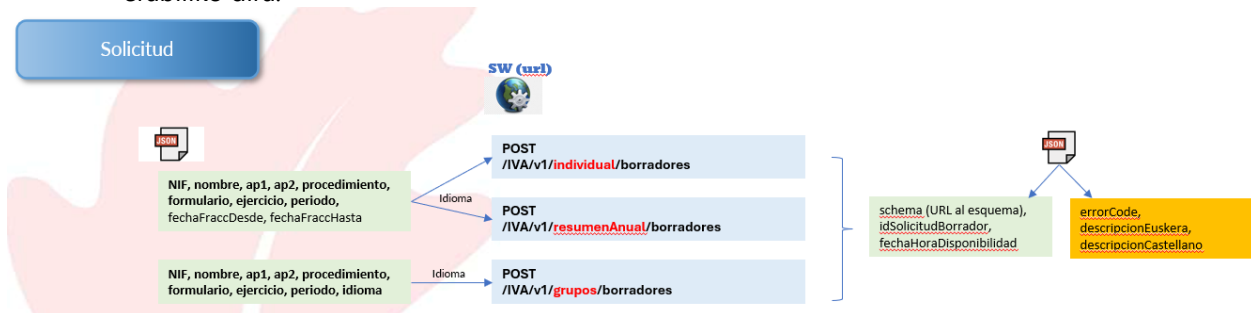 Solicitud
SW (url)
JSON
NIF, nombre, ap1, ap2, procedimiento,
formulario, ejercicio, periodo,
fechaFraccDesde, fechaFraccHasta
Idioma
POST
/IVA/v1/individual/borradores
POST
/IVA/v1/resumenAnual/borradores
NIF, nombre, ap1, ap2, procedimiento,
formulario, ejercicio, periodo, idioma
Idioma
POST
/IVA/v1/grupos/borradores
JSON
schema (URL al esquema),
idSolicitudBorrador,
fechaHoraDisponibilidad
errorCode,
descripcionEuskera,
descripcionCastellano